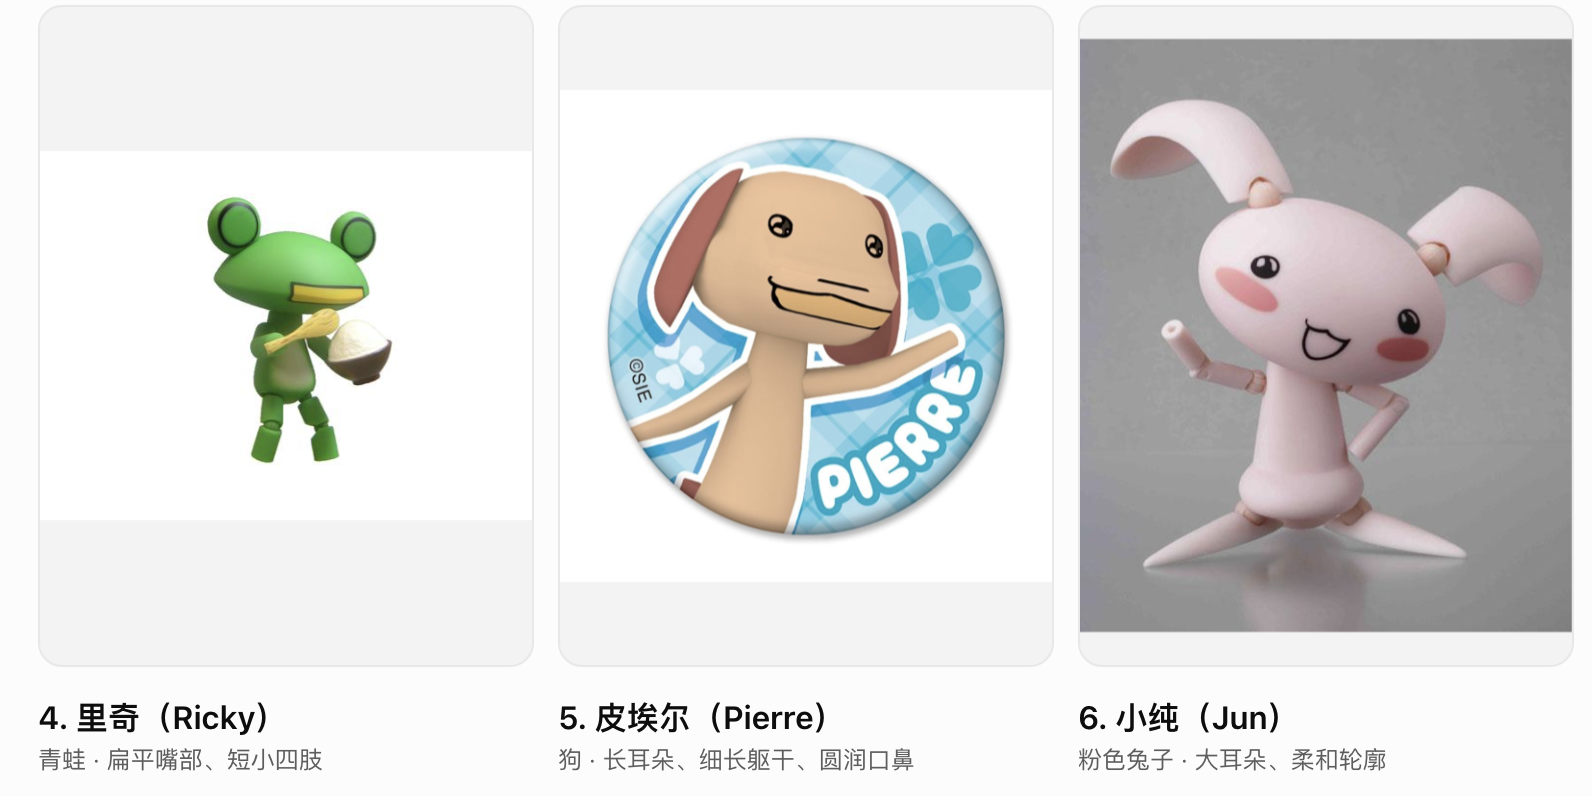 ©SIE
PIERRE
4. 里奇（Ricky）
青蛙 · 扁平嘴部、短小四肢
5. 皮埃尔（Pierre）
狗 · 长耳朵、细长躯干、圆润口鼻
6. 小纯（Jun）
粉色兔子 · 大耳朵、柔和轮廓